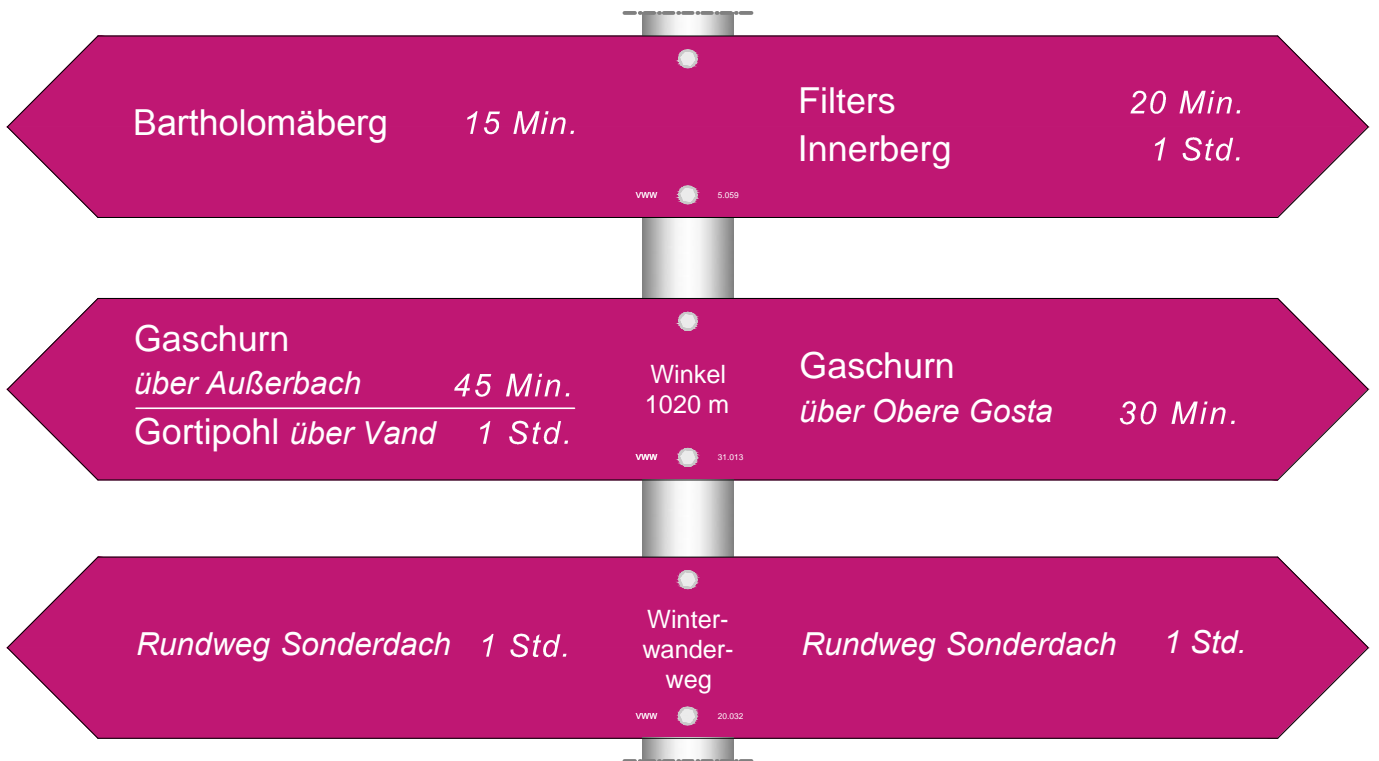 Bartholomäberg 15 Min.
Filters 20 Min.
Innerberg 1 Std.
VWW 5.059
Gaschurn
über Außerbach 45 Min.
Gortipohl über Vand 1 Std.
Winkel
1020 m
Gaschurn
über Obere Gosta 30 Min.
VWW 31.013
Rundweg Sonderdach 1 Std.
Winter-
wander-
weg
Rundweg Sonderdach 1 Std.
VWW 20.032